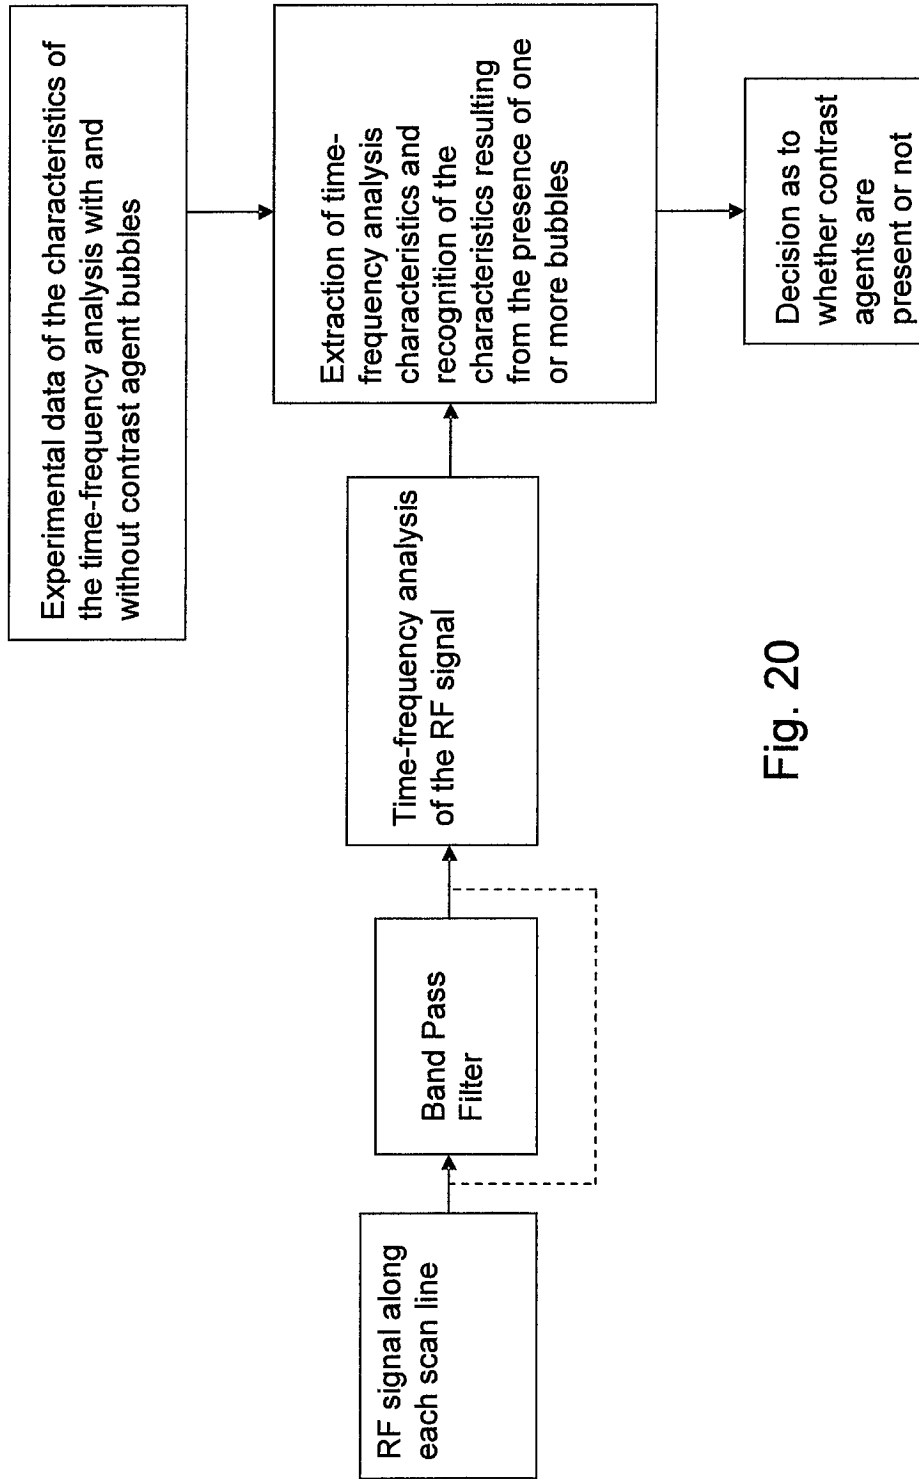 RF signal along
each scan line
Band Pass
Filter
Time-frequency analysis
of the RF signal
Experimental data of the characteristics of
the time-frequency analysis with and
without contrast agent bubbles
Extraction of time-
frequency analysis
characteristics and
recognition of the
characteristics resulting
from the presence of one
or more bubbles
Decision as to
whether contrast
agents are
present or not
Fig. 20